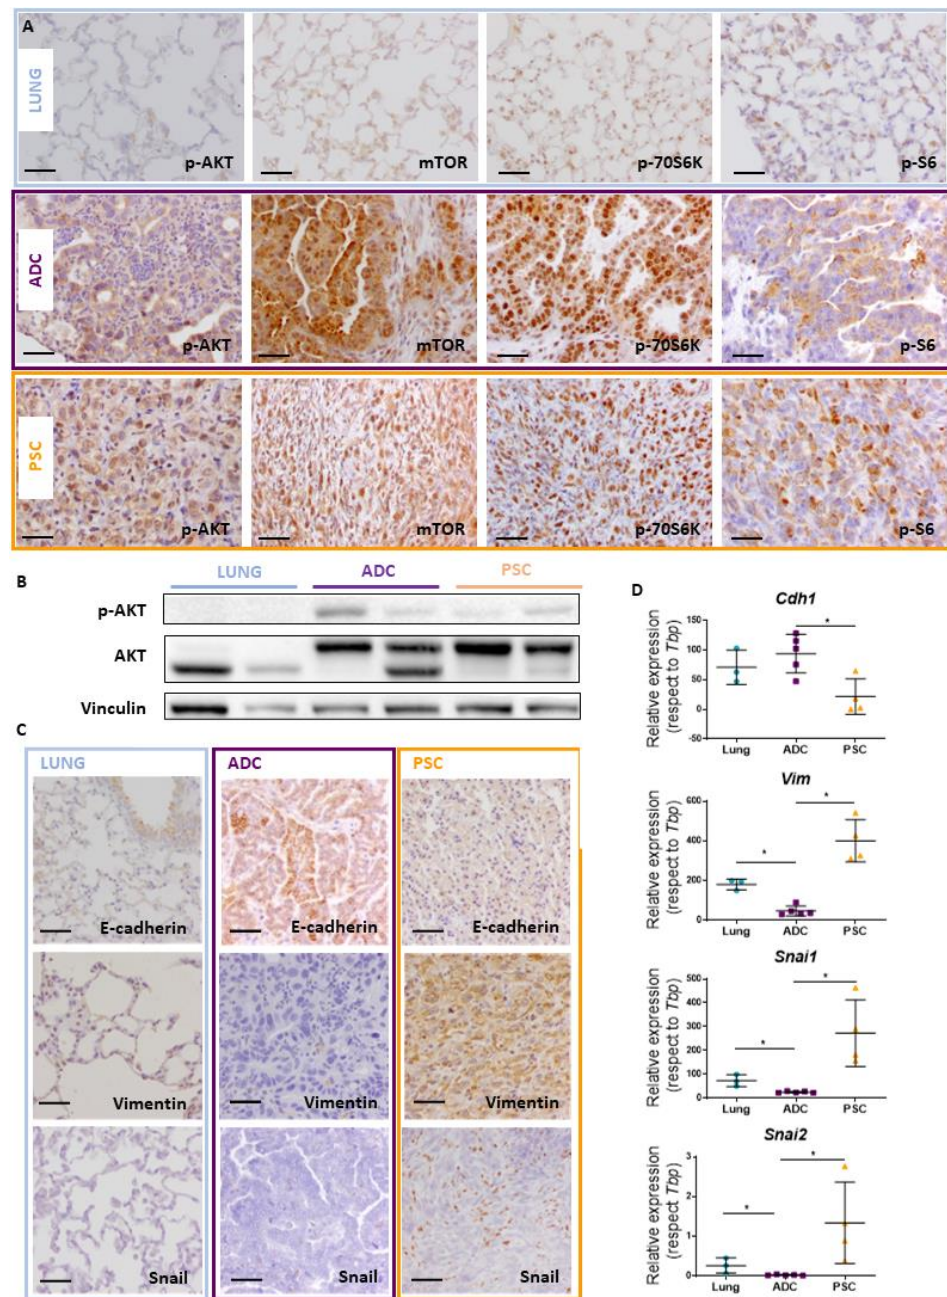 A
LUNG
p-AKT
mTOR
p-70S6K
p-S6
ADC
p-AKT
mTOR
p-70S6K
p-S6
PSC
p-AKT
mTOR
p-70S6K
p-S6
B
LUNG ADC PSC
p-AKT
AKT
Vinculin
C
LUNG ADC PSC
E-cadherin E-cadherin E-cadherin
Vimentin Vimentin Vimentin
Snail Snail Snail
D
Cdh1
Relative expression
(respect to Tbp)
150
100
50
0
-50
*
Lung ADC PSC
Vim
Relative expression
(respect to Tbp)
600
400
200
0
* *
Lung ADC PSC
Snai1
Relative expression
(respect to Tbp)
500
400
300
200
100
0
* *
Lung ADC PSC
Snai2
Relative expression
(respect Tbp)
3
2
1
0
* *
Lung ADC PSC